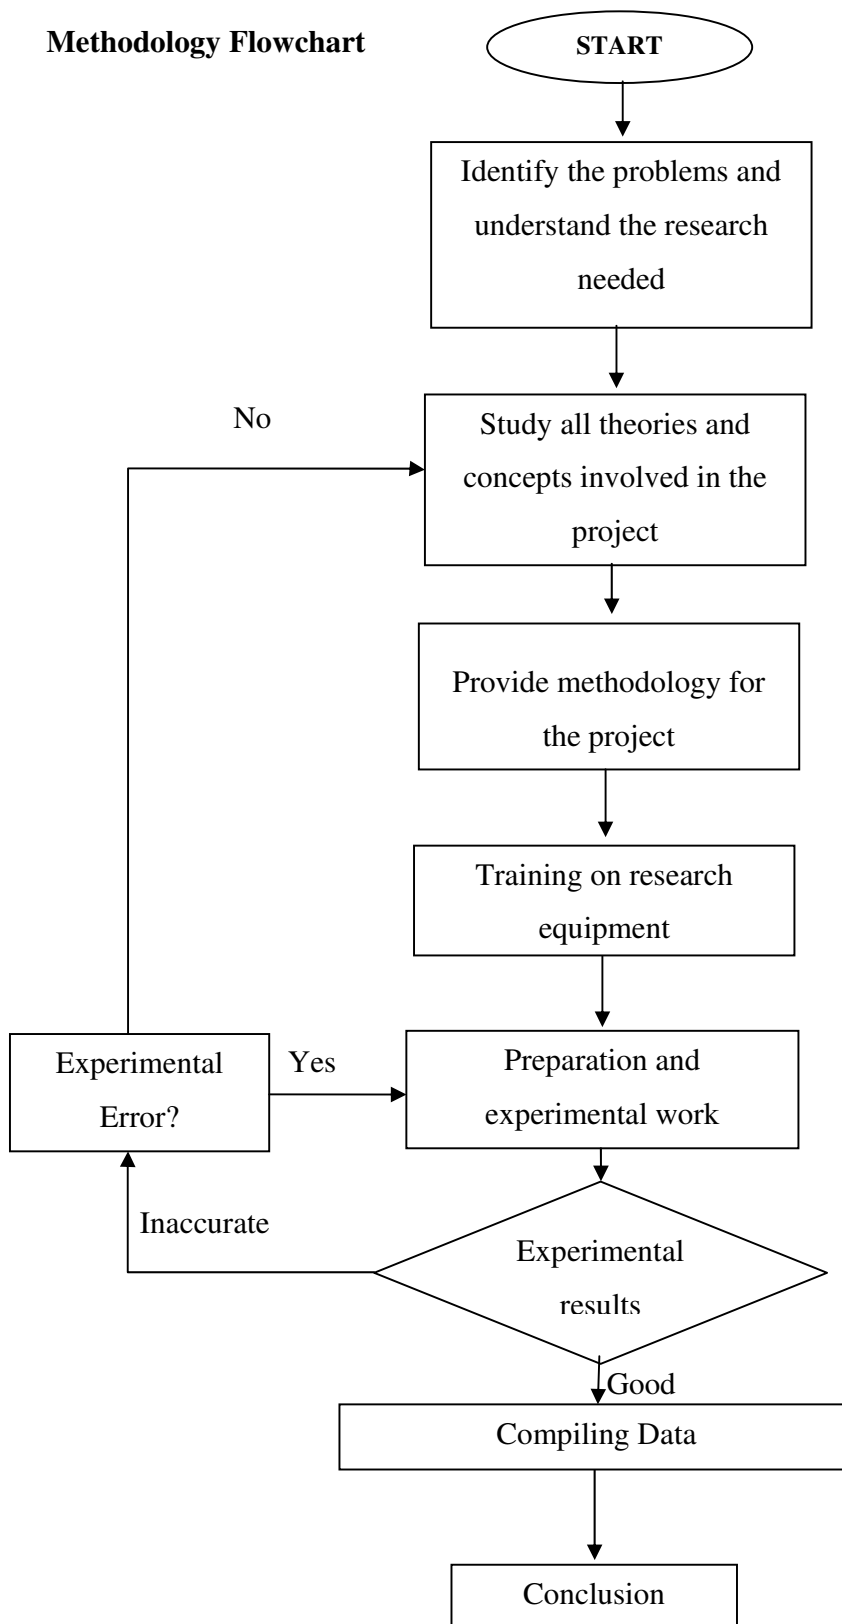 Methodology Flowchart
START
Identify the problems and
understand the research
needed
No
Study all theories and
concepts involved in the
project
Provide methodology for
the project
Training on research
equipment
Experimental
Error?
Yes
Preparation and
experimental work
Inaccurate
Experimental
results
Good
Compiling Data
Conclusion